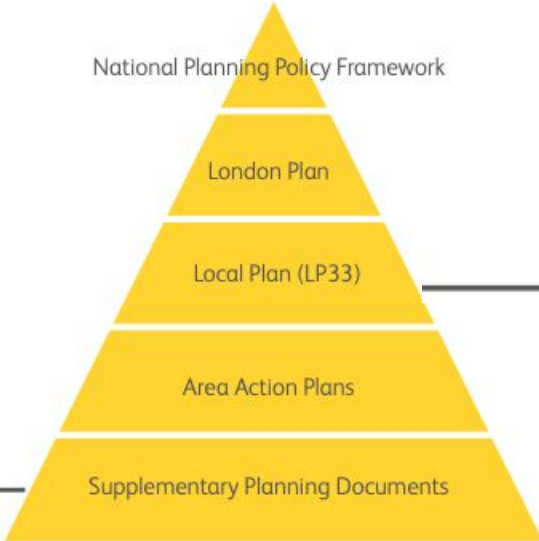 National Planning Policy Framework
London Plan
Local Plan (LP33)
Area Action Plans
Supplementary Planning Documents